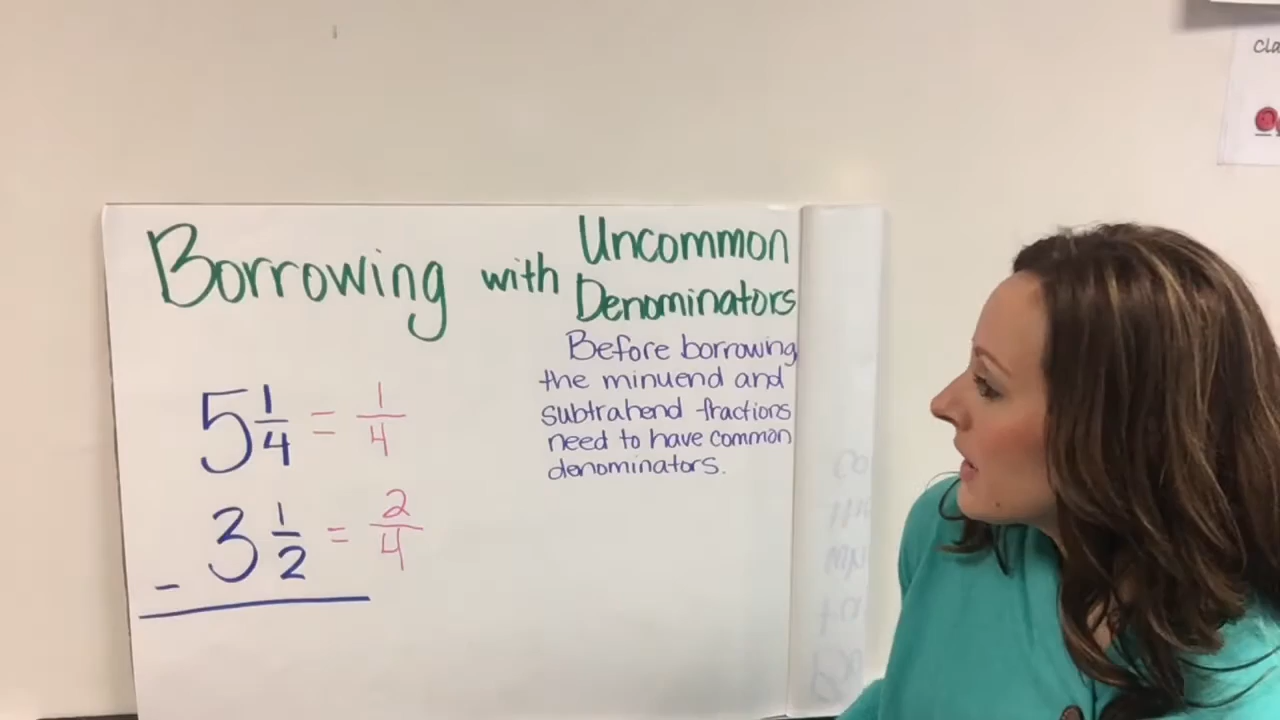 Borrowing with Uncommon
Denominators
Before borrowing
the minuend and
subtrahend fractions
need to have common
denominators.
5 1/4 = 1/4
- 3 1/2 = 2/4